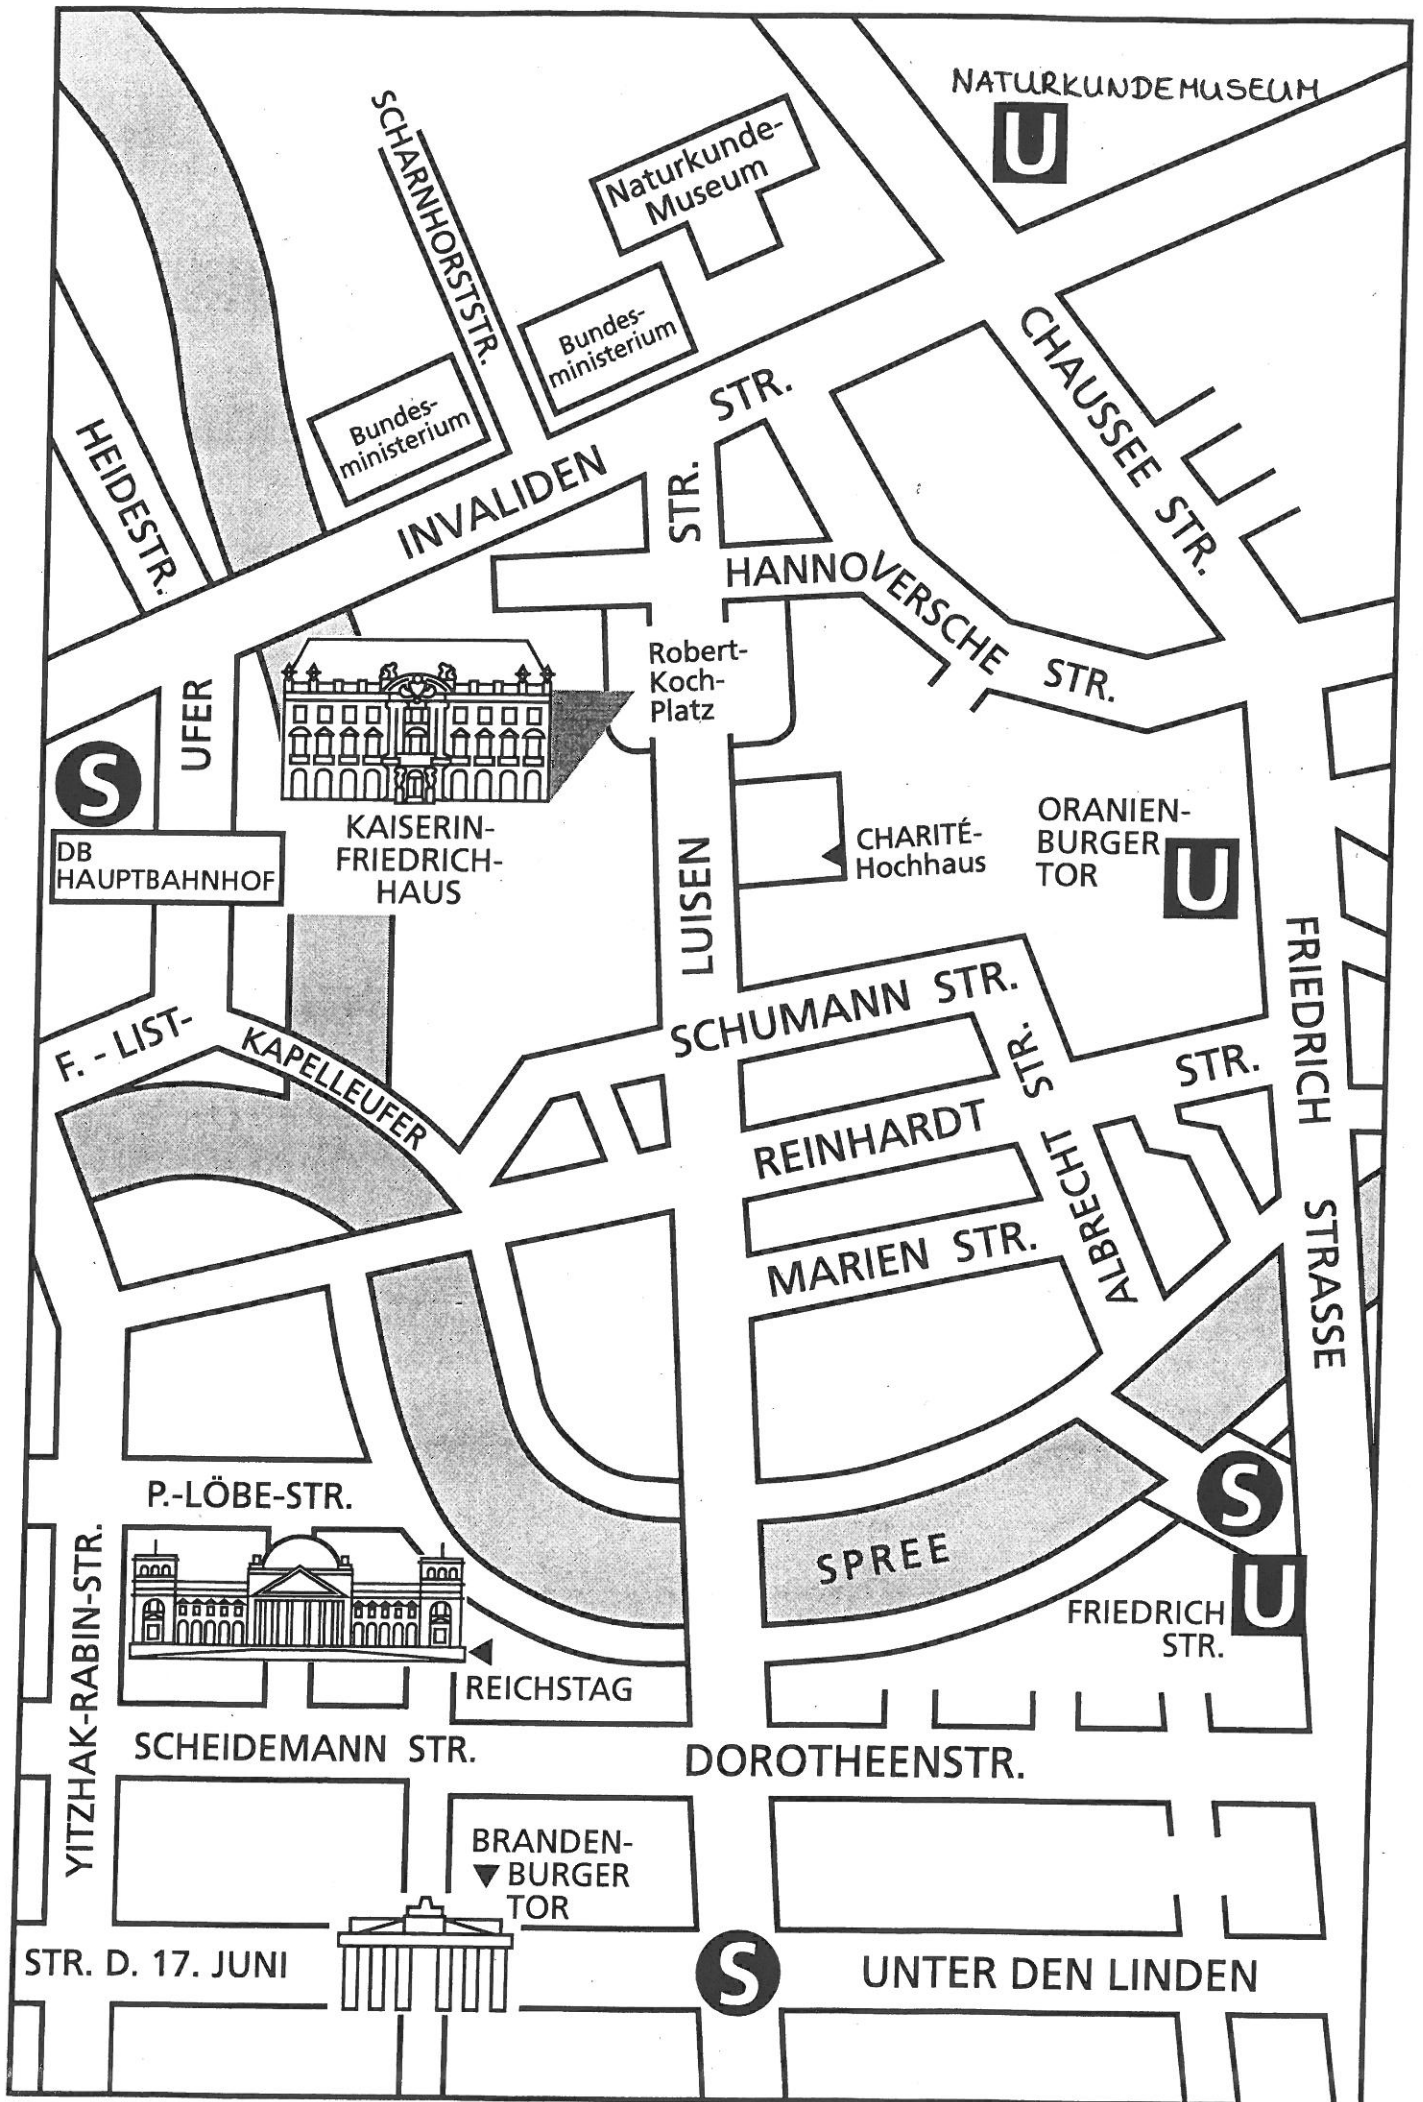 NATURKUNDEMUSEUM
U
SCHARNHORSTSTR.
Naturkunde-
Museum
Bundes-
ministerium
Bundes-
ministerium
HEIDESTR.
INVALIDEN STR.
CHAUSSEE STR.
STR.
HANNOVERSCHE STR.
Robert-
Koch-
Platz
UFER
S
DB
HAUPTBAHNHOF
KAISERIN-
FRIEDRICH-
HAUS
LUISEN
CHARITÉ-
Hochhaus
ORANIEN-
BURGER
TOR
U
FRIEDRICH STRASSE
F. - LIST-
KAPELLEUFER
SCHUMANN STR.
REINHARDT STR.
ALBRECHT STR.
MARIEN STR.
P.-LÖBE-STR.
SPREE
S
U
FRIEDRICH
STR.
YITZHAK-RABIN-STR.
REICHSTAG
SCHEIDEMANN STR.
DOROTHEENSTR.
BRANDEN-
BURGER
TOR
STR. D. 17. JUNI
S
UNTER DEN LINDEN